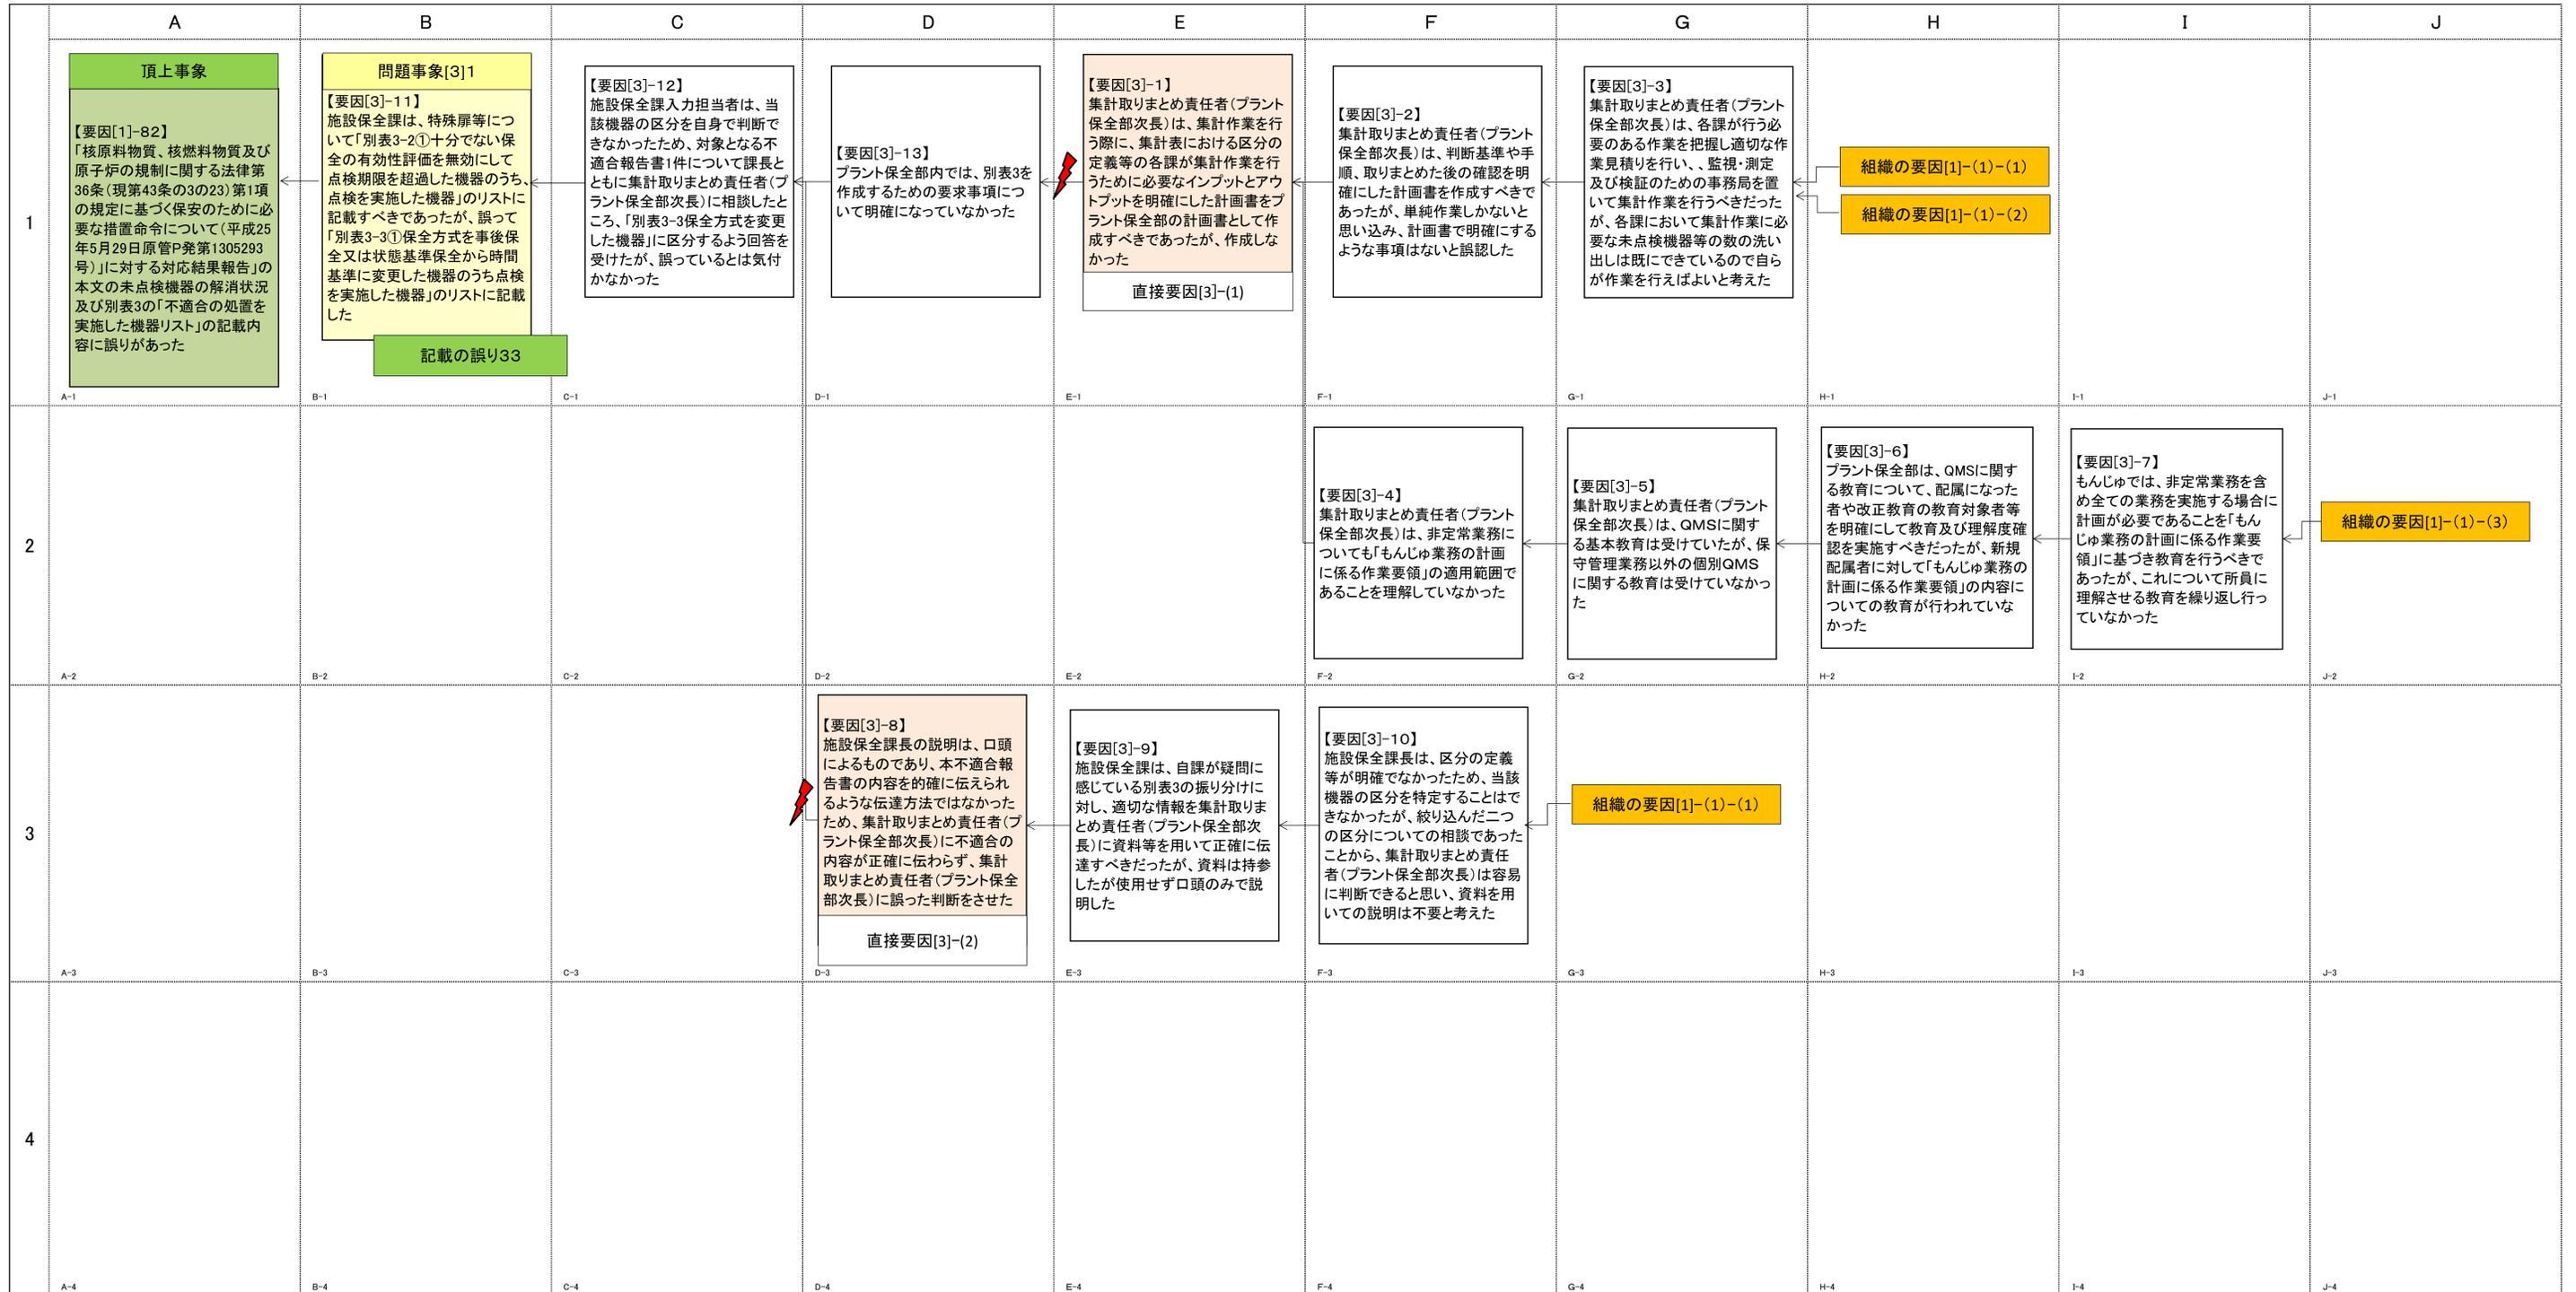 A
B
C
D
E
F
G
H
I
J
1
頂上事象
【要因[1]-82】
「核原料物質、核燃料物質及び
原子炉の規制に関する法律第
36条（現第43条の3の23）第1項
の規定に基づく保安のために必
要な措置命令について（平成25
年5月29日原管P発第1305293
号）」に対する対応結果報告」の
本文の未点検機器の解消状況
及び別表3の「不適合の処置を
実施した機器リスト」の記載内
容に誤りがあった
A-1
問題事象[3]1
【要因[3]-11】
当施設保全課は、特殊扉等につ
いて「別表3-2①十分でない保
全の有効性評価を無効にして
点検期限を超過した機器のうち、
点検を実施した機器」のリストに
記載すべきであったが、誤って
「別表3-3①保全方式を事後保
全又は状態基準保全から時間
基準に変更した機器のうち点検
を実施した機器」のリストに記載
した
記載の誤り33
B-1
【要因[3]-12】
施設保全課入力担当者は、当
該機器の区分を自身で判断で
きなかったため、対象となる不
適合報告書1件について課長と
ともに集計取りまとめ責任者（プ
ラント保全部次長）に相談したと
ころ、「別表3-3保全方式を変更
した機器」に区分するよう回答を
受けたが、誤っているとは気付
かなかった
C-1
【要因[3]-13】
プラント保全部内では、別表3を
作成するための要求事項につ
いて明確になっていなかった
D-1
【要因[3]-1】
集計取りまとめ責任者（プラント
保全部次長）は、集計作業を行
う際に、集計表における区分の
定義等の各課が集計作業を行
うために必要なインプットとアウ
トプットを明確にした計画書をプ
ラント保全部の計画書として作
成すべきであったが、作成しな
かった
直接要因[3]-(1)
E-1
【要因[3]-2】
集計取りまとめ責任者（プラント
保全部次長）は、判断基準や手
順、取りまとめた後の確認を明
確にした計画書を作成すべきで
あったが、単純作業しかないと
思い込み、計画書で明確にする
ような事項はないと誤認した
F-1
【要因[3]-3】
集計取りまとめ責任者（プラント
保全部次長）は、各課が行う必
要のある作業を把握し適切な作
業見積りを行い、、監視・測定
及び検証のための事務局を置
いて集計作業を行うべきだった
が、各課において集計作業に必
要な未点検機器等の数の洗い
出しは既にできているので自ら
が作業を行えばよいと考えた
G-1
組織の要因[1]-（1）-（1）
組織の要因[1]-（1）-（2）
H-1
I-1
J-1
2
A-2
B-2
C-2
D-2
E-2
【要因[3]-4】
集計取りまとめ責任者（プラント
保全部次長）は、非定常業務に
ついても「もんじゅ業務の計画
に係る作業要領」の適用範囲で
あることを理解していなかった
F-2
【要因[3]-5】
集計取りまとめ責任者（プラント
保全部次長）は、QMSに関す
る基本教育は受けていたが、保
守管理業務以外の個別QMS
に関する教育は受けていなかっ
た
G-2
【要因[3]-6】
プラント保全部は、QMSに関す
る教育について、配属になった
者や改正教育の教育対象者等
を明確にして教育及び理解度確
認を実施すべきだったが、新規
配属者に対して「もんじゅ業務の
計画に係る作業要領」の内容に
ついての教育が行われていな
かった
H-2
【要因[3]-7】
もんじゅでは、非定常業務を含
め全ての業務を実施する場合に
計画が必要であることを「もん
じゅ業務の計画に係る作業要
領」に基づき教育を行うべきで
あったが、これについて所員に
理解させる教育を繰り返し行っ
ていなかった
I-2
組織の要因[1]-（1）-（3）
J-2
3
A-3
B-3
C-3
【要因[3]-8】
施設保全課長の説明は、口頭
によるものであり、本不適合報
告書の内容を的確に伝えられ
るような伝達方法ではなかった
ため、集計取りまとめ責任者（プ
ラント保全部次長）に不適合の
内容が正確に伝わらず、集計
取りまとめ責任者（プラント保全
部次長）に誤った判断をさせた
直接要因[3]-(2)
D-3
【要因[3]-9】
施設保全課は、自課が疑問に
感じている別表3の振り分けに
対し、適切な情報を集計取りま
とめ責任者（プラント保全部次
長）に資料等を用いて正確に伝
達すべきだったが、資料は持参
したが使用せず口頭のみで説
明した
E-3
【要因[3]-10】
施設保全課長は、区分の定義
等が明確でなかったため、当該
機器の区分を特定することはで
きなかったが、絞り込んだ二つ
の区分についての相談であった
ことから、集計取りまとめ責任
者（プラント保全部次長）は容易
に判断できると思い、資料を用
いての説明は不要と考えた
F-3
組織の要因[1]-（1）-（1）
G-3
H-3
I-3
J-3
4
A-4
B-4
C-4
D-4
E-4
F-4
G-4
H-4
I-4
J-4